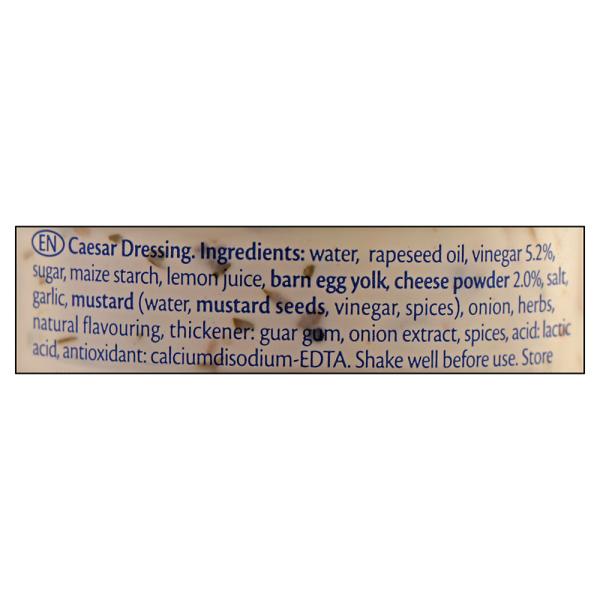 EN Caesar Dressing. Ingredients: water, rapeseed oil, vinegar 5.2%,
sugar, maize starch, lemon juice, barn egg yolk, cheese powder 2.0%, salt,
garlic, mustard (water, mustard seeds, vinegar, spices), onion, herbs,
natural flavouring, thickener: guar gum, onion extract, spices, acid: lactic
acid, antioxidant: calciumdisodium-EDTA. Shake well before use. Store